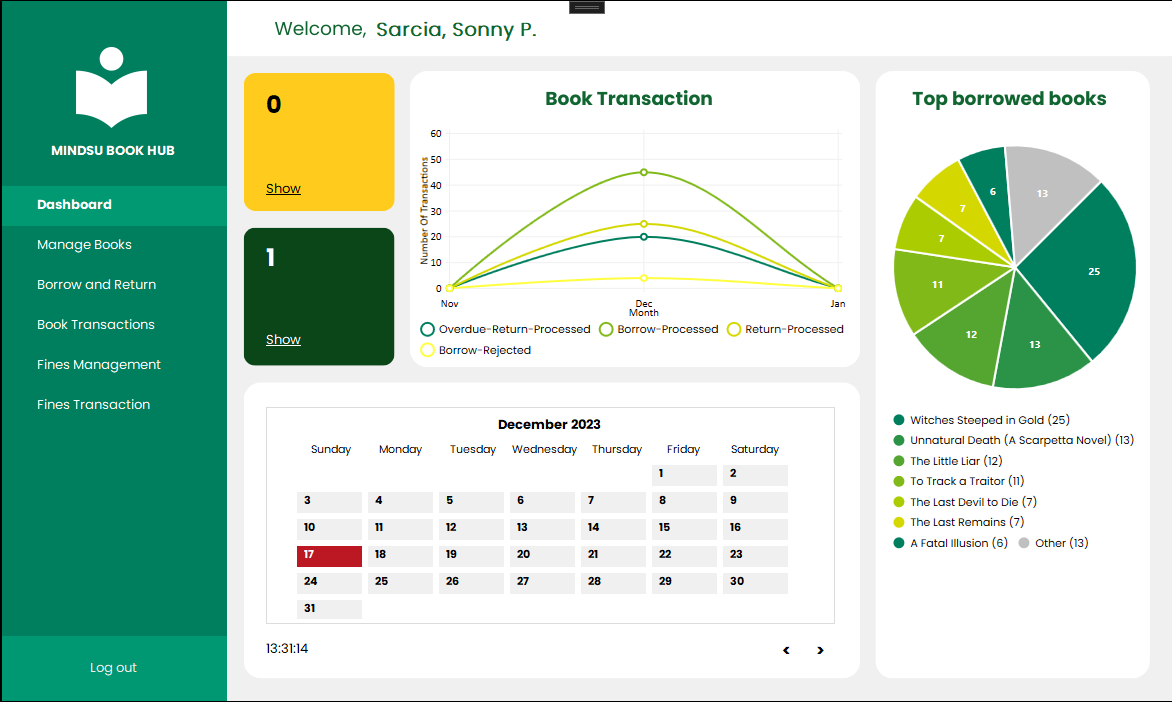 Welcome, Sarcia, Sonny P.
MINDSU BOOK HUB
Dashboard
Manage Books
Borrow and Return
Book Transactions
Fines Management
Fines Transaction
Log out
0
Show
1
Show
Book Transaction
Number Of Transactions
60
50
40
30
20
10
0
Nov Dec Jan
Month
Overdue-Return-Processed Borrow-Processed Return-Processed
Borrow-Rejected
December 2023
Sunday Monday Tuesday Wednesday Thursday Friday Saturday
1 2
3 4 5 6 7 8 9
10 11 12 13 14 15 16
17 18 19 20 21 22 23
24 25 26 27 28 29 30
31
13:31:14 < >
Top borrowed books
6
13
7
7
25
11
12
13
Witches Steeped in Gold (25)
Unnatural Death (A Scarpetta Novel) (13)
The Little Liar (12)
To Track a Traitor (11)
The Last Devil to Die (7)
The Last Remains (7)
A Fatal Illusion (6) Other (13)